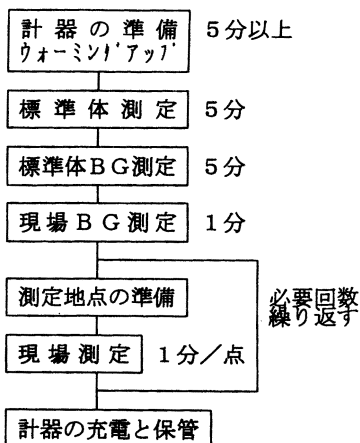 計器の準備 5分以上
ウォーミングアップ
標準体測定 5分
標準体BG測定 5分
現場BG測定 1分
測定地点の準備 必要回数
繰り返す
現場測定 1分/点
計器の充電と保管